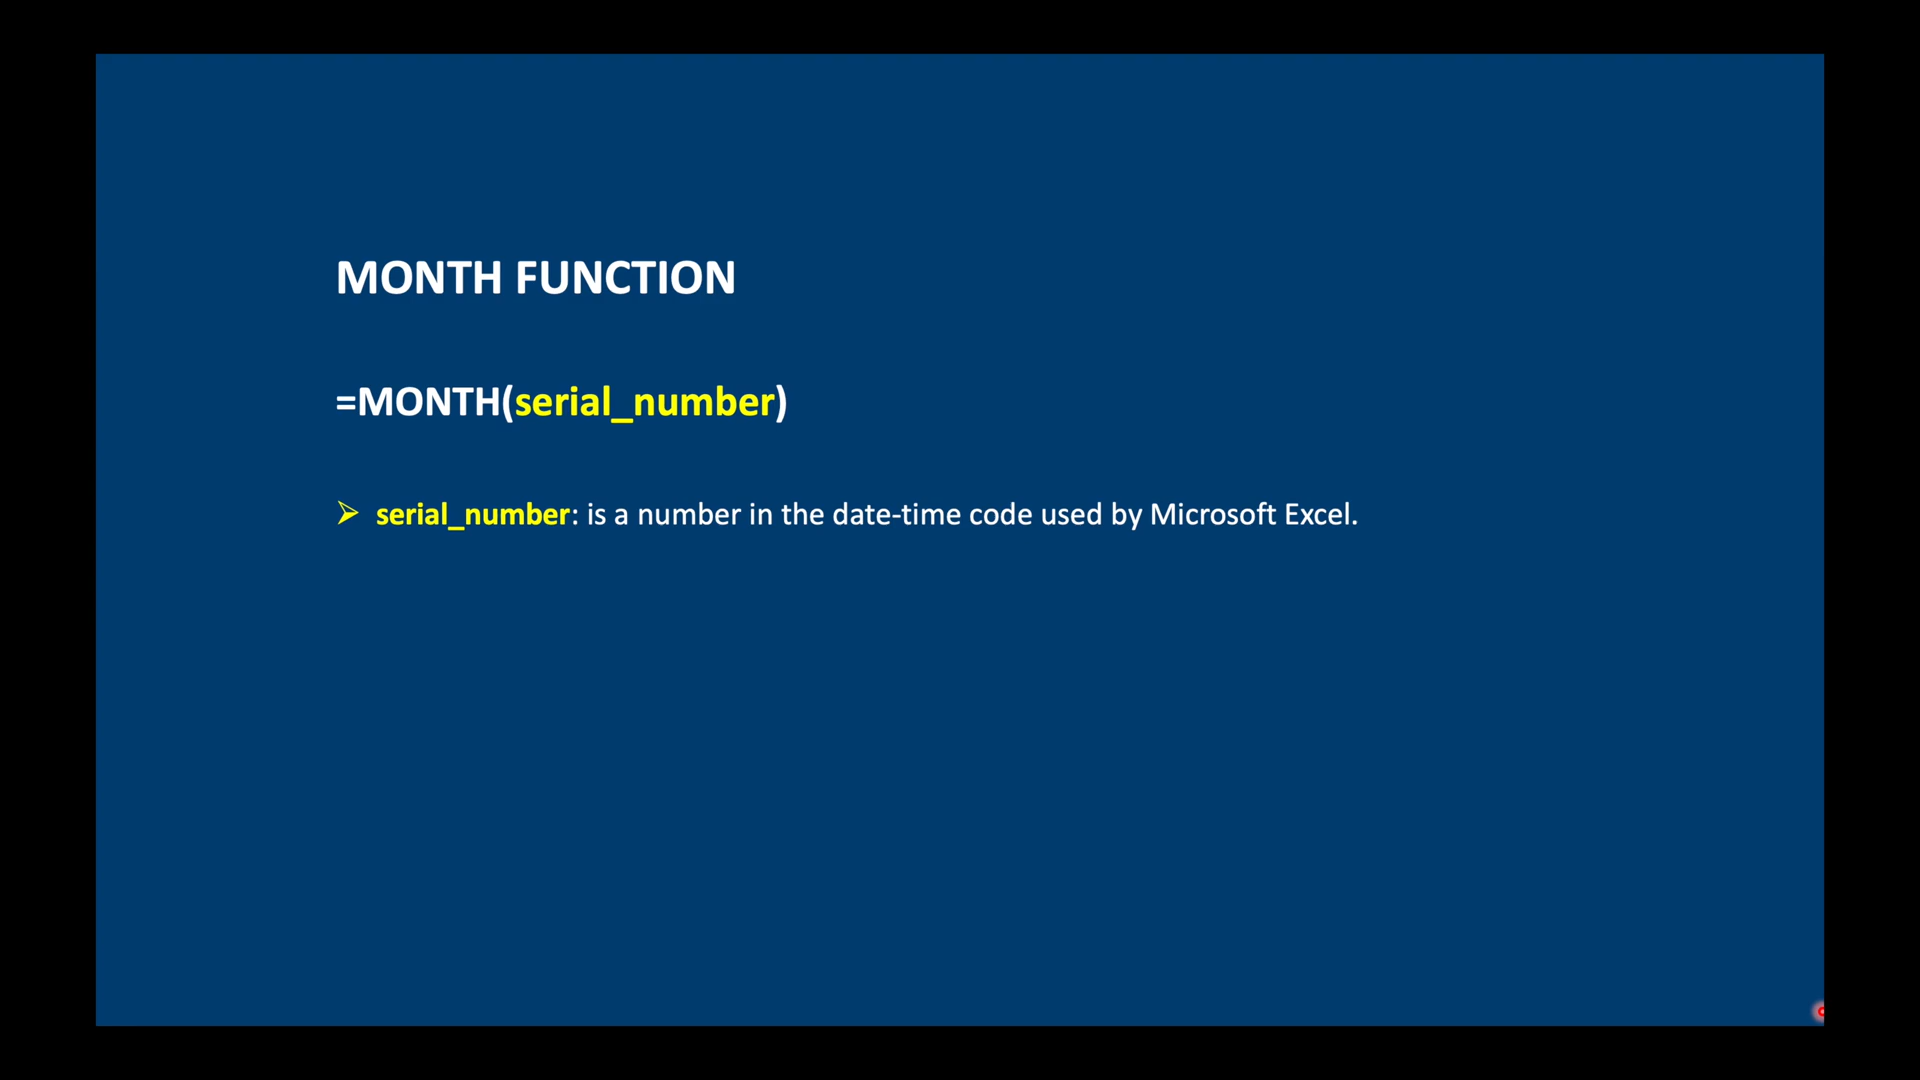 MONTH FUNCTION
=MONTH(serial_number)
➢ serial_number: is a number in the date-time code used by Microsoft Excel.